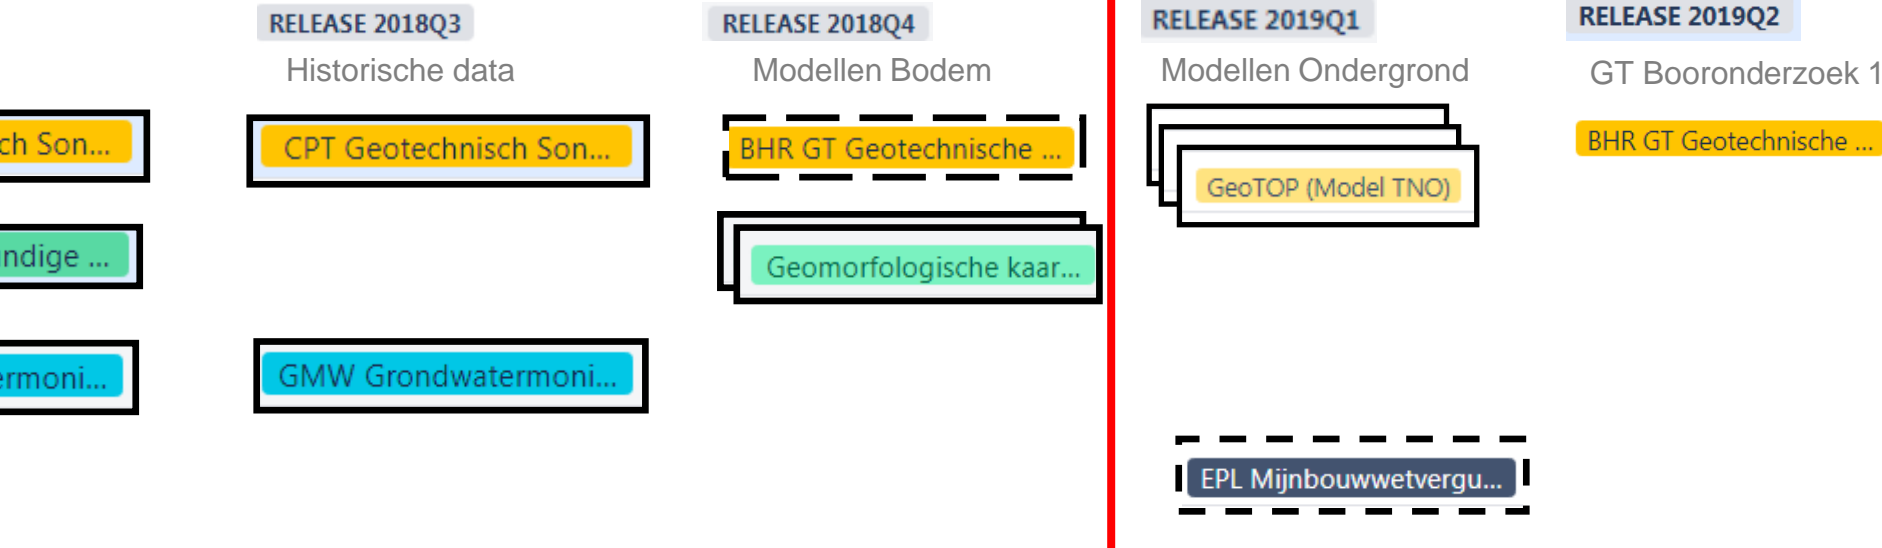 RELEASE 2018Q3
RELEASE 2018Q4
RELEASE 2019Q1
RELEASE 2019Q2
Historische data
Modellen Bodem
Modellen Ondergrond
GT Booronderzoek 1
ch Son...
CPT Geotechnisch Son...
BHR GT Geotechnische ...
GeoTOP (Model TNO)
BHR GT Geotechnische ...
ndige ...
Geomorfologische kaar...
ermoni...
GMW Grondwatermoni...
EPL Mijnbouwwetvergu...